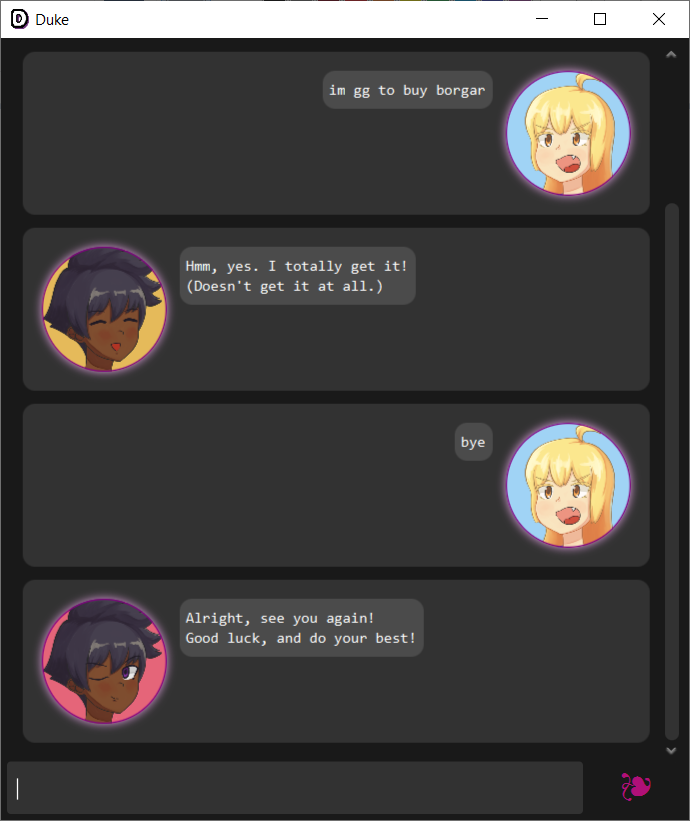 Duke
im gg to buy borgar
Hmm, yes. I totally get it!
(Doesn't get it at all.)
bye
Alright, see you again!
Good luck, and do your best!